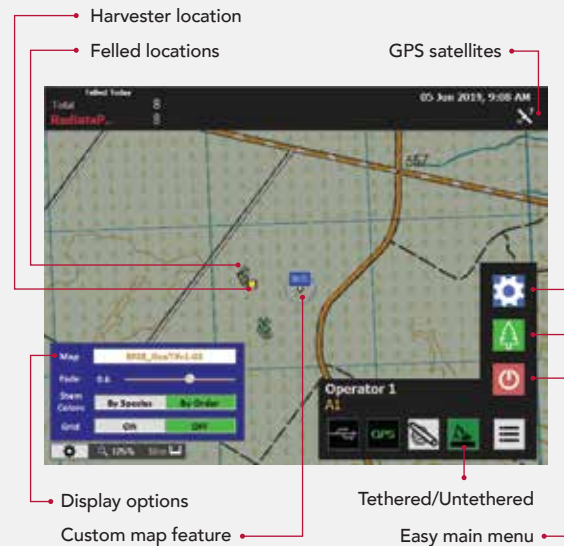 Harvester location
Felled locations
GPS satellites
Felled Today
05 Jun 2019, 9:08 AM
Total 8
RadiataP... 8
7
557
Map
Fade 0.6
Stem Colors By Species By Order
Grid ON OFF
125%
Operator 1
A1
GPS
Display options
Tethered/Untethered
Custom map feature
Easy main menu